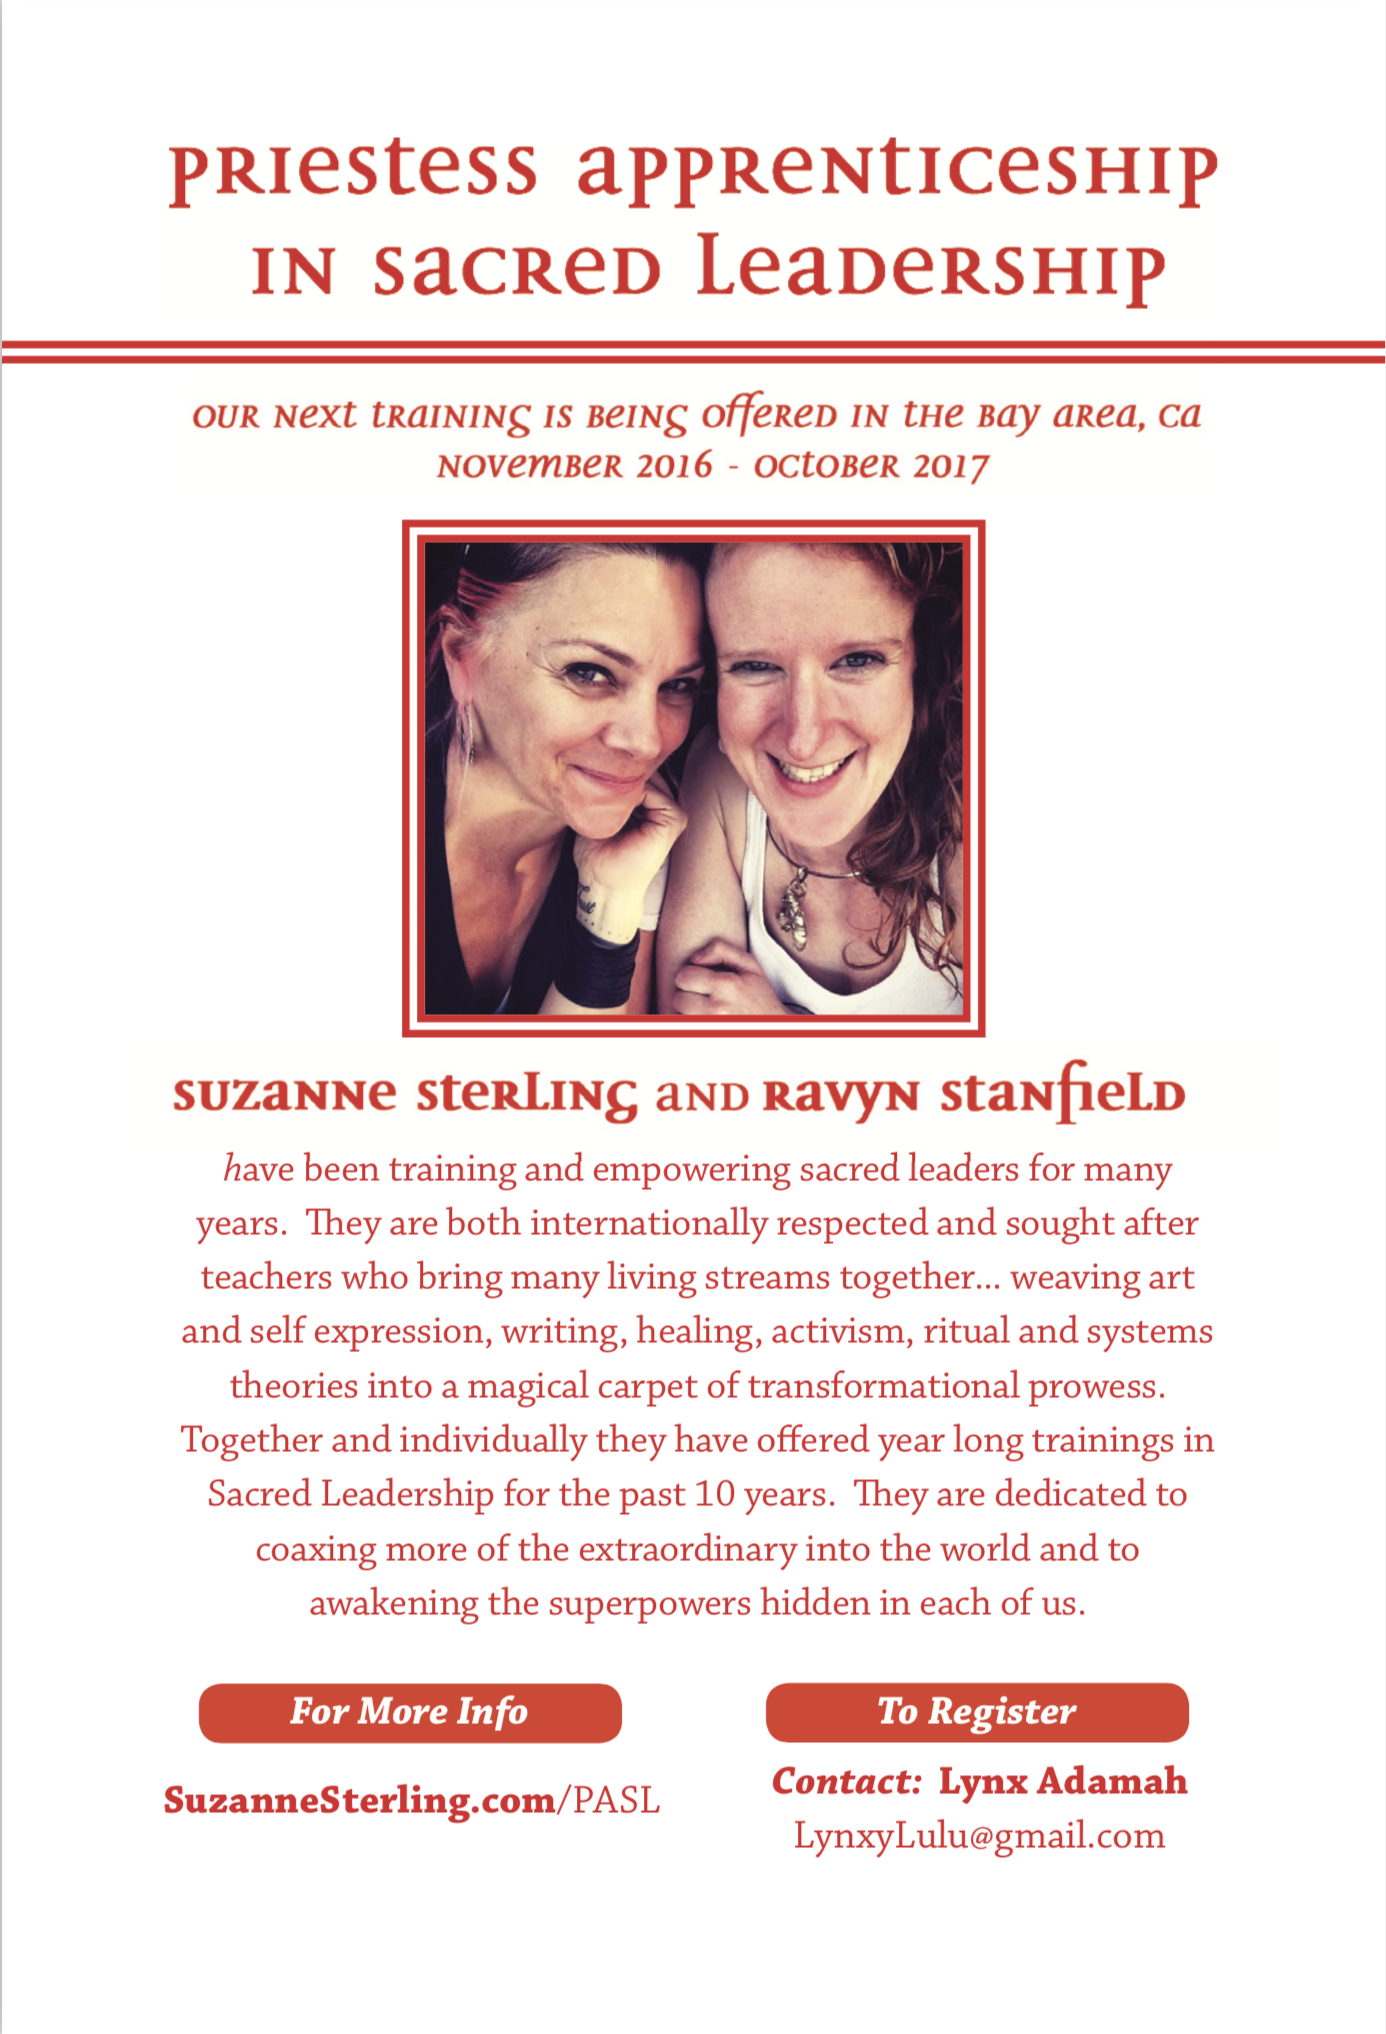 Priestess Apprenticeship
in Sacred Leadership
Our next training is being offered in the Bay Area, CA
November 2016 - October 2017
Suzanne Sterling and Ravyn Stanfield
have been training and empowering sacred leaders for many
years.  They are both internationally respected and sought after
teachers who bring many living streams together... weaving art
and self expression, writing, healing, activism, ritual and systems
theories into a magical carpet of transformational prowess.
Together and individually they have offered year long trainings in
Sacred Leadership for the past 10 years.  They are dedicated to
coaxing more of the extraordinary into the world and to
awakening the superpowers hidden in each of us.
For More Info
SuzanneSterling.com/PASL
To Register
Contact:  Lynx Adamah
LynxyLulu@gmail.com